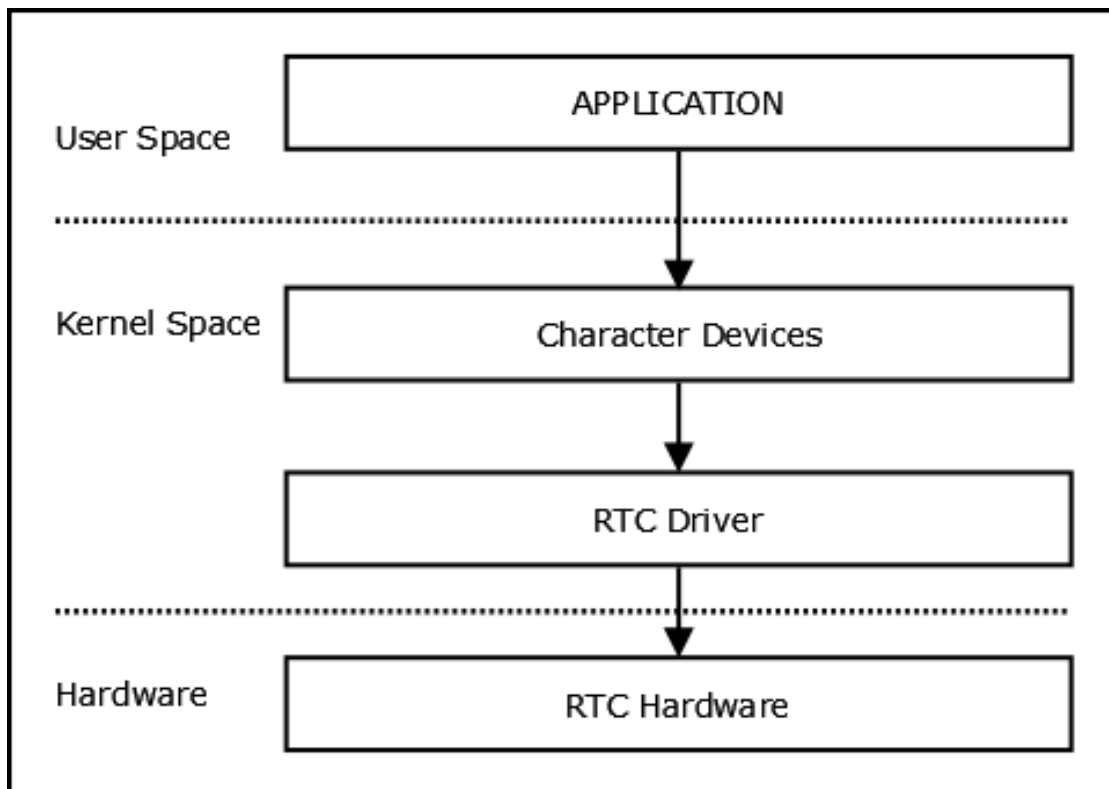 APPLICATION
User Space
Kernel Space
Character Devices
RTC Driver
Hardware
RTC Hardware